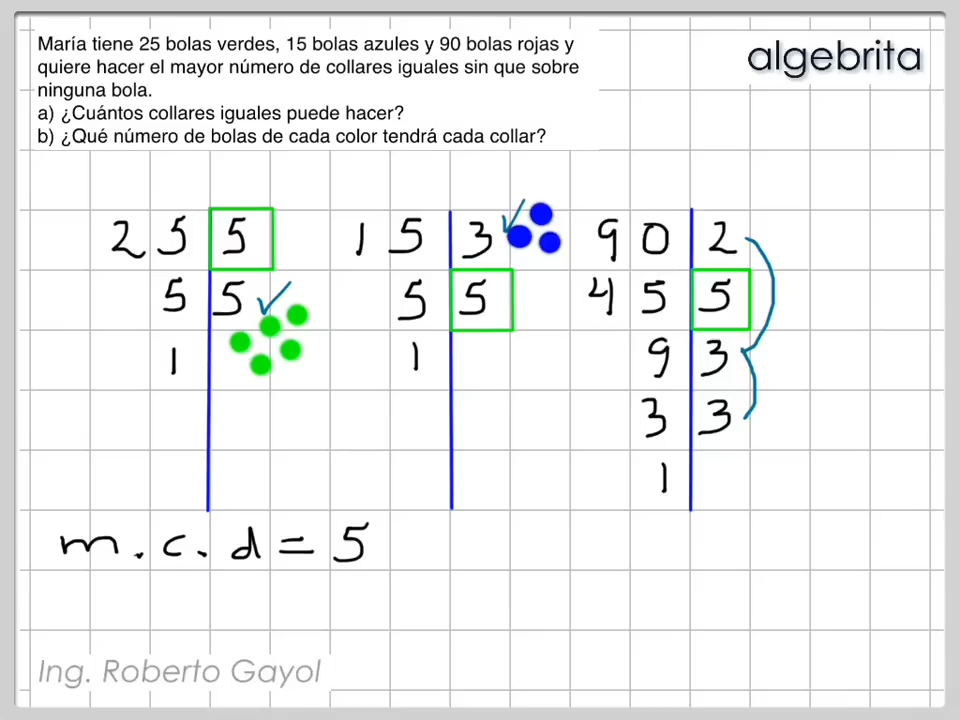 María tiene 25 bolas verdes, 15 bolas azules y 90 bolas rojas y
quiere hacer el mayor número de collares iguales sin que sobre
ninguna bola.
a) ¿Cuántos collares iguales puede hacer?
b) ¿Qué número de bolas de cada color tendrá cada collar?
algebrita
25 5 15 3 90 2
5 5 5 5 45 5
1 1 9 3
3 3
1
m.c.d = 5
Ing. Roberto Gayol